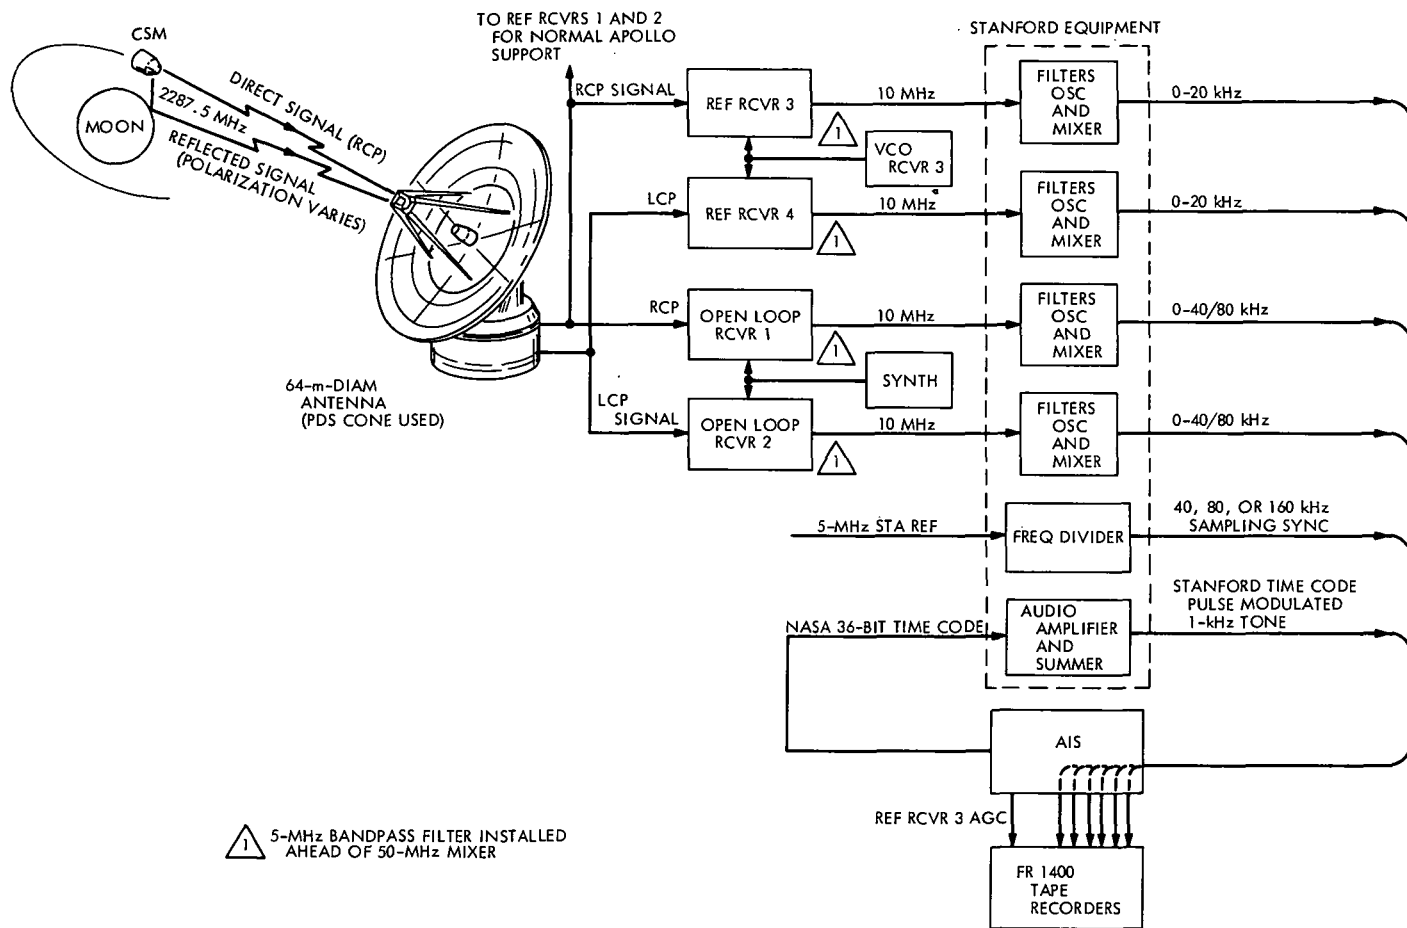 TO REF RCVRS 1 AND 2
FOR NORMAL APOLLO
SUPPORT
STANFORD EQUIPMENT
CSM
DIRECT SIGNAL (RCP)
2287.5 MHz
MOON
REFLECTED SIGNAL
(POLARIZATION VARIES)
RCP SIGNAL
REF RCVR 3
10 MHz
1
FILTERS
OSC
AND
MIXER
0-20 kHz
VCO
RCVR 3
LCP
REF RCVR 4
10 MHz
1
FILTERS
OSC
AND
MIXER
0-20 kHz
RCP
OPEN LOOP
RCVR 1
10 MHz
1
FILTERS
OSC
AND
MIXER
0-40/80 kHz
SYNTH
64-m-DIAM
ANTENNA
(PDS CONE USED)
LCP
SIGNAL
OPEN LOOP
RCVR 2
10 MHz
1
FILTERS
OSC
AND
MIXER
0-40/80 kHz
5-MHz STA REF
FREQ DIVIDER
40, 80, OR 160 kHz
SAMPLING SYNC
NASA 36-BIT TIME CODE
AUDIO
AMPLIFIER
AND
SUMMER
STANFORD TIME CODE
PULSE MODULATED
1-kHz TONE
AIS
REF RCVR 3 AGC
FR 1400
TAPE
RECORDERS
1 5-MHz BANDPASS FILTER INSTALLED
AHEAD OF 50-MHz MIXER